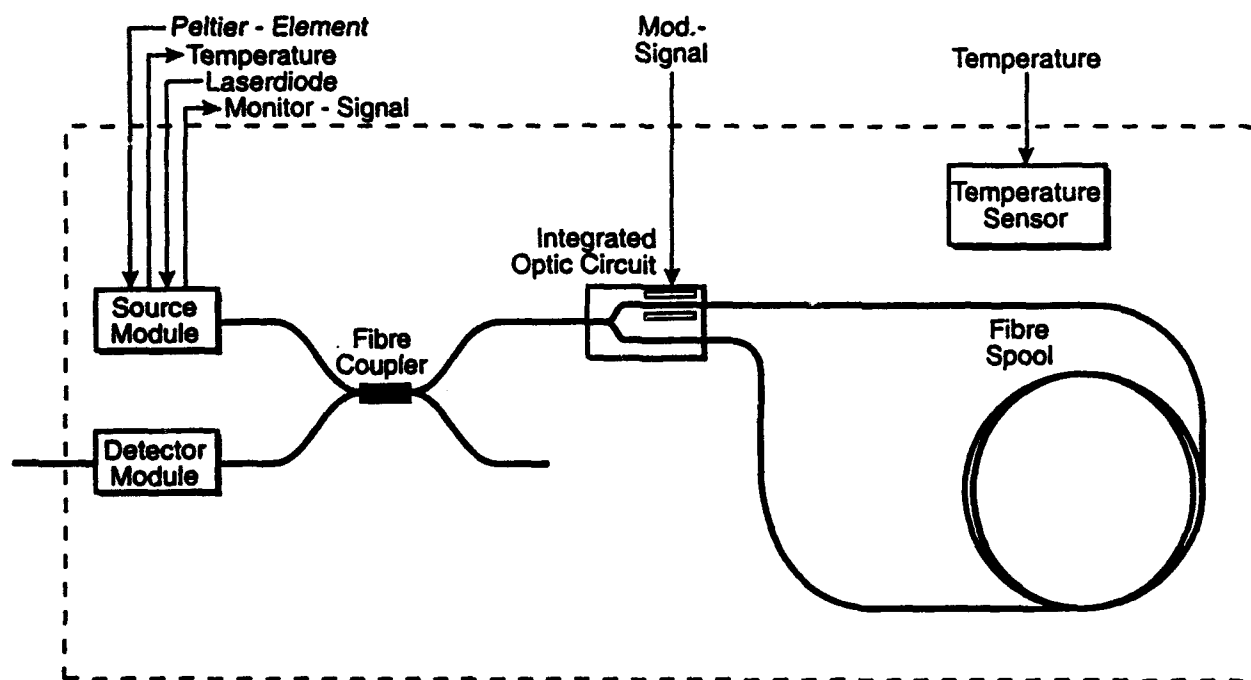 Peltier - Element
Temperature
Laserdiode
Monitor - Signal
Mod.-
Signal
Temperature
Temperature
Sensor
Integrated
Optic Circuit
Source
Module
Fibre
Coupler
Fibre
Spool
Detector
Module